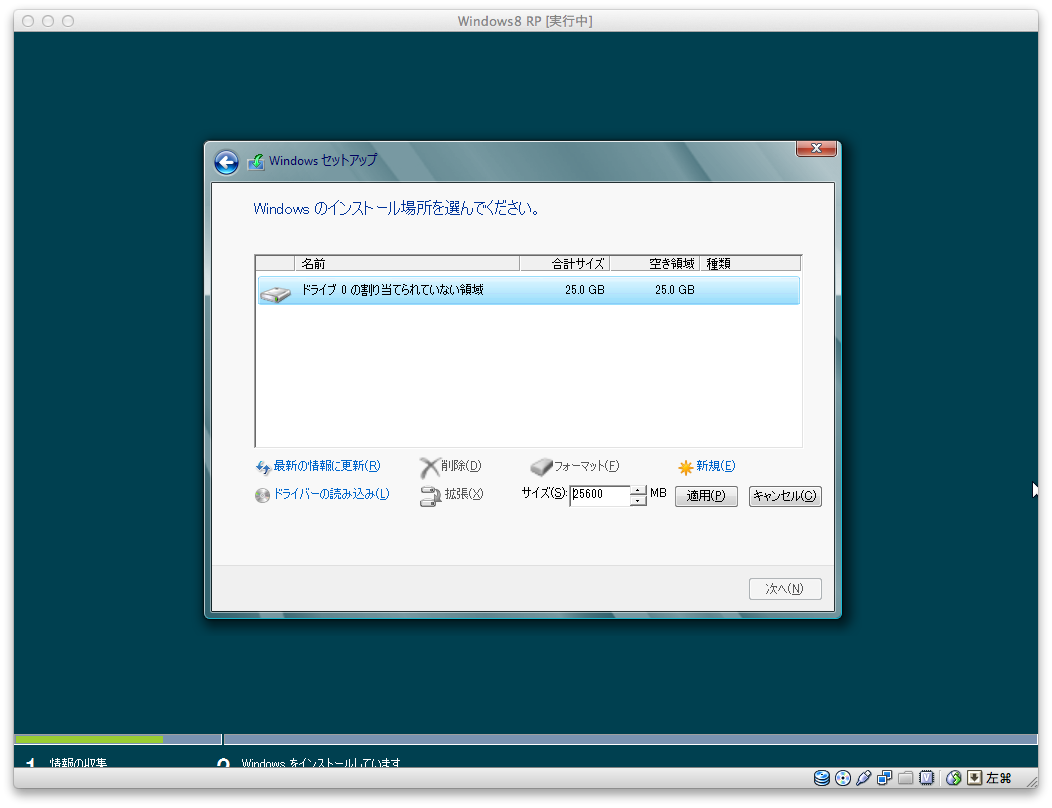 Windows8 RP [実行中]
Windows セットアップ
Windows のインストール場所を選んでください。
名前 合計サイズ 空き領域 種類
ドライブ 0 の割り当てられていない領域 25.0 GB 25.0 GB
最新の情報に更新(R) 削除(D) フォーマット(F) 新規(E)
ドライバーの読み込み(L) 拡張(X) サイズ(S): 25600 MB 適用(P) キャンセル(C)
次へ(N)
1 情報の収集 2 Windows をインストールしています
左⌘